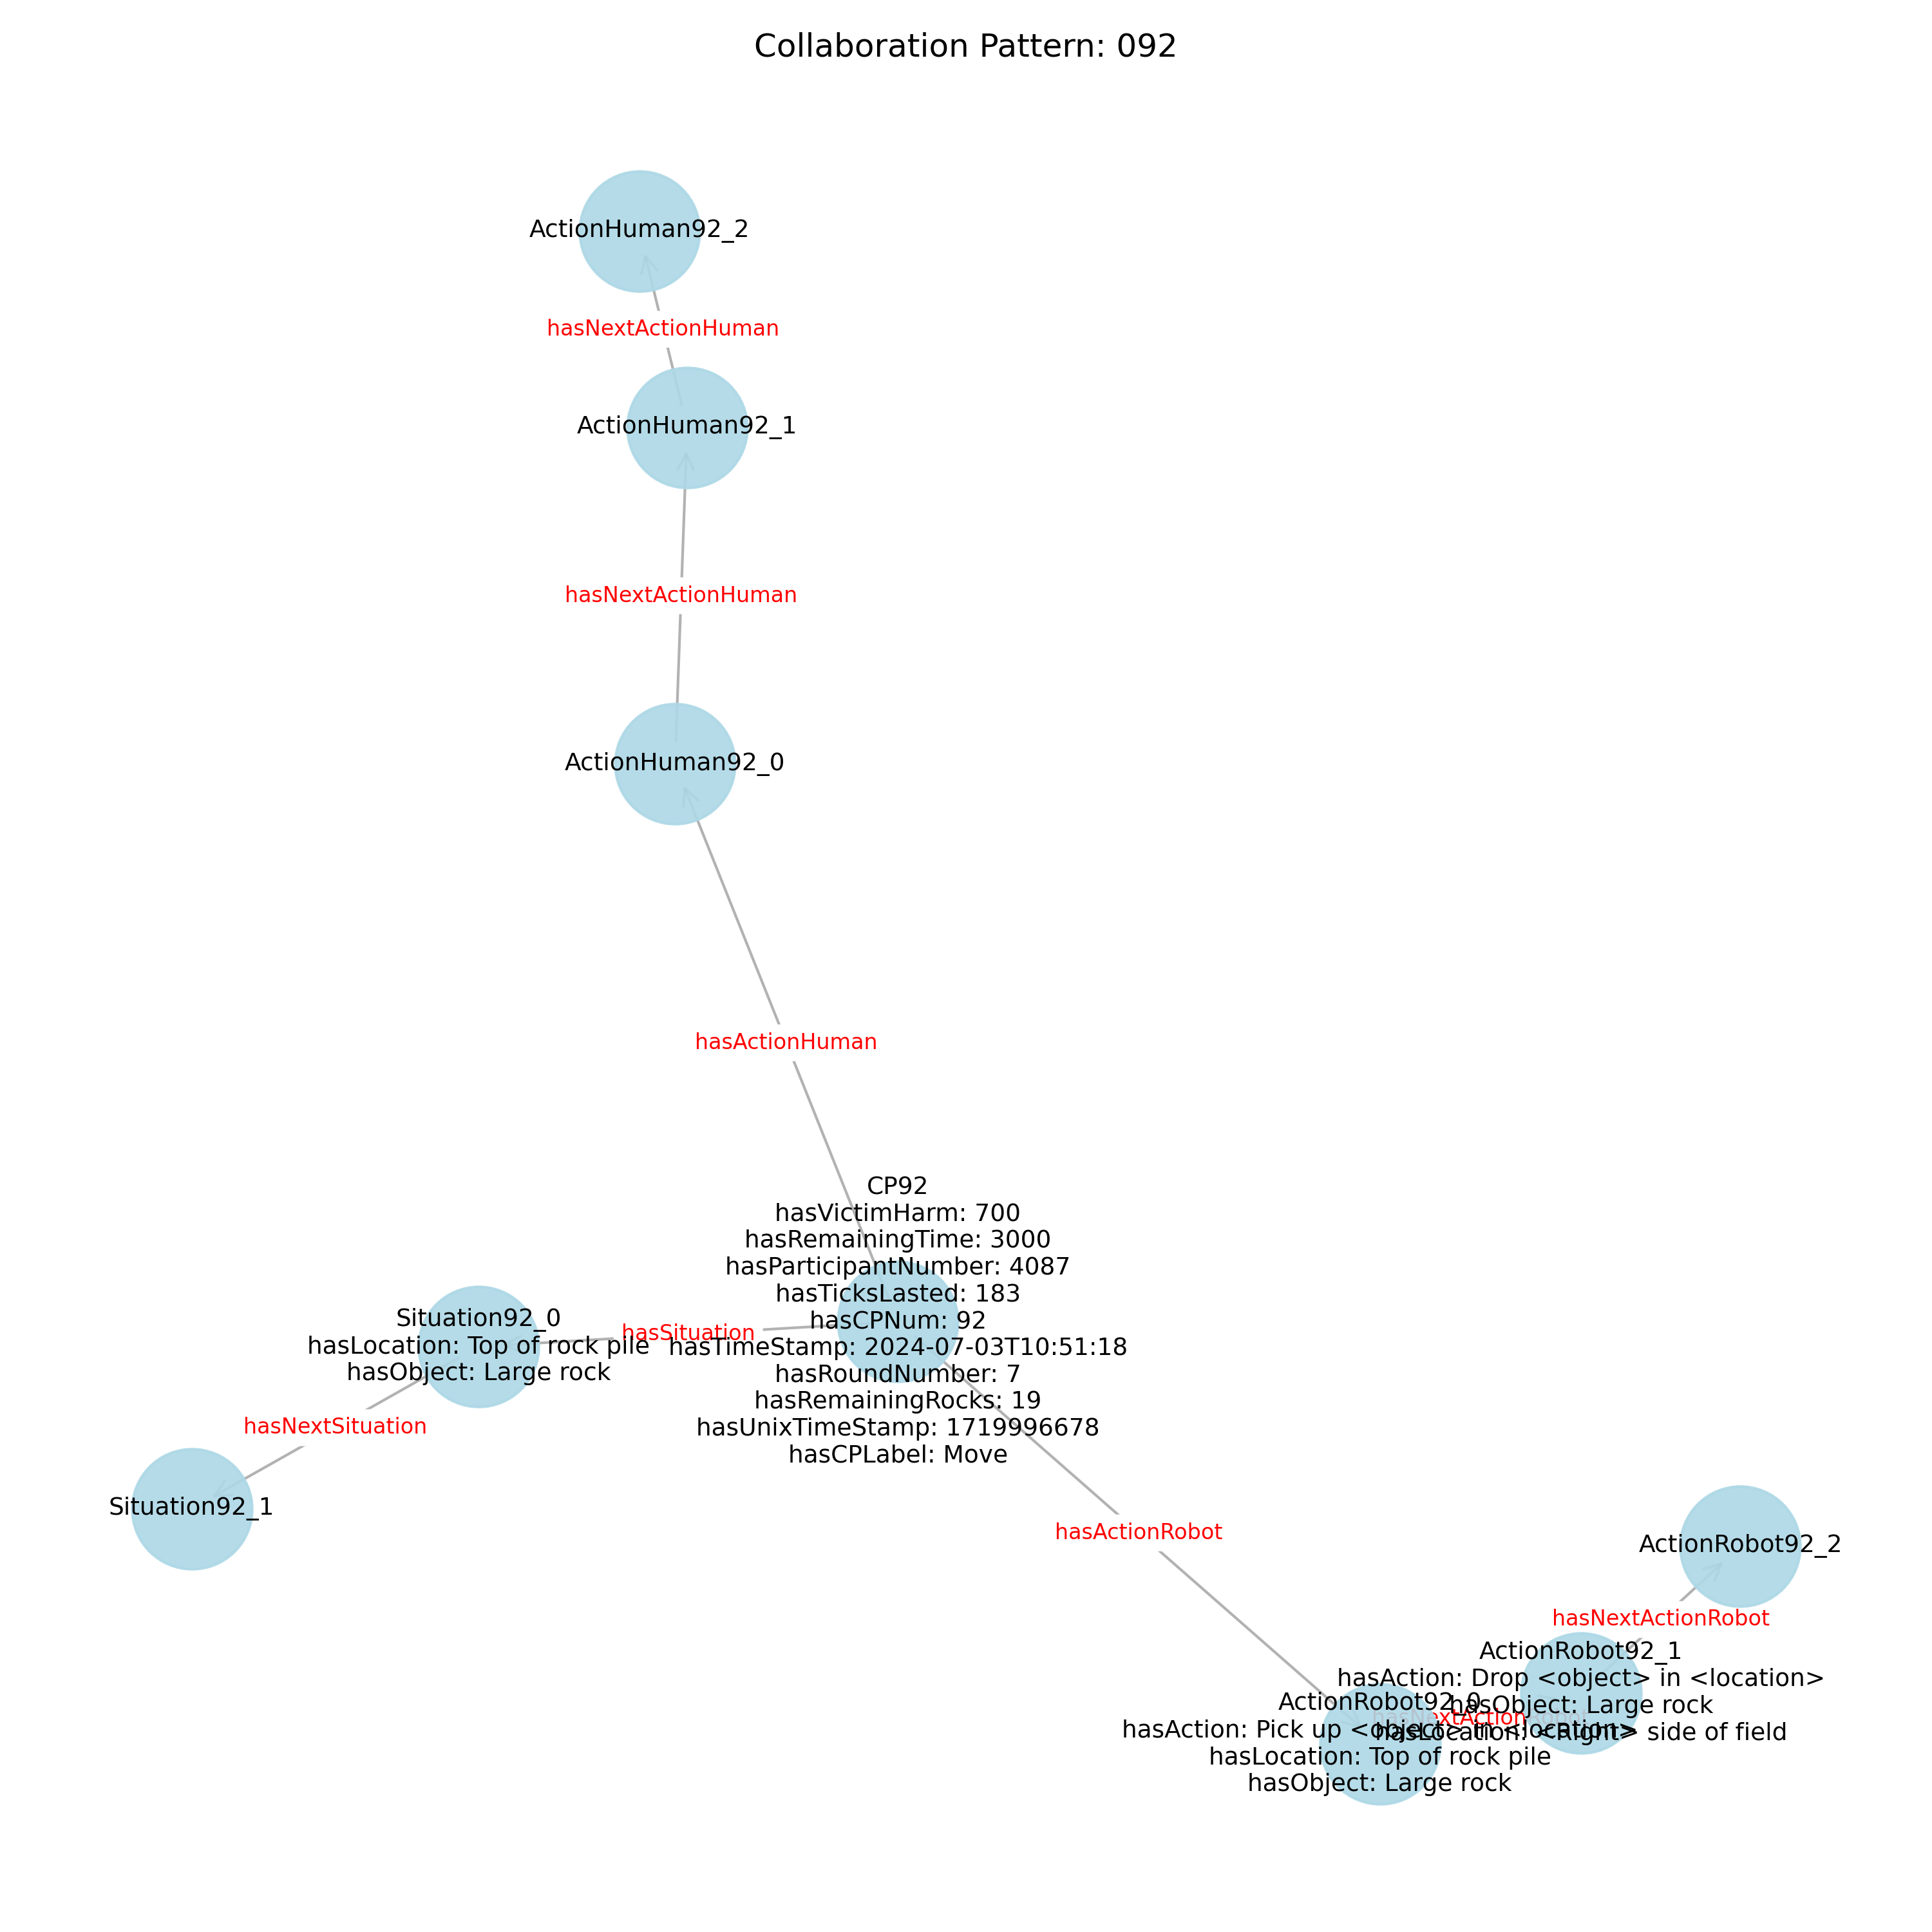 Collaboration Pattern: 092
ActionHuman92_2
hasNextActionHuman
ActionHuman92_1
hasNextActionHuman
ActionHuman92_0
hasActionHuman
CP92
hasVictimHarm: 700
hasRemainingTime: 3000
hasParticipantNumber: 4087
hasTicksLasted: 183
hasCPNum: 92
hasTimeStamp: 2024-07-03T10:51:18
hasRoundNumber: 7
hasRemainingRocks: 19
hasUnixTimeStamp: 1719996678
hasCPLabel: Move
hasSituation
Situation92_0
hasLocation: Top of rock pile
hasObject: Large rock
hasNextSituation
Situation92_1
hasActionRobot
ActionRobot92_2
hasNextActionRobot
ActionRobot92_1
hasAction: Drop <object> in <location>
hasObject: Large rock
hasLocation: <Right> side of field
hasNextActionRobot
ActionRobot92_0
hasAction: Pick up <object> in <location>
hasLocation: Top of rock pile
hasObject: Large rock